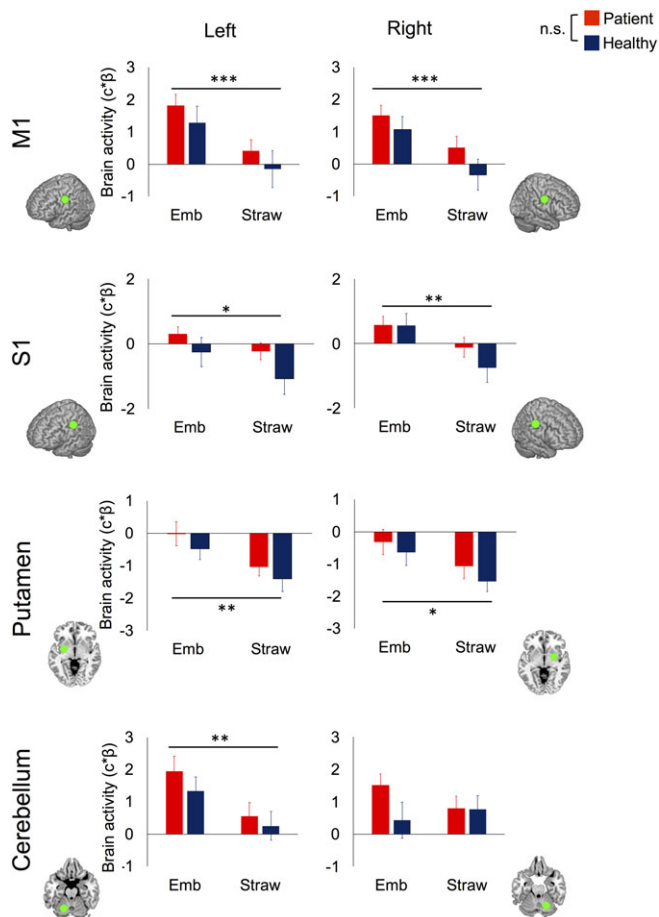 Left
Right
n.s.
Patient
Healthy
M1
Brain activity (c*β)
3
2
1
0
-1
***
Emb
Straw
3
2
1
0
-1
***
Emb
Straw
S1
Brain activity (c*β)
2
0
-2
*
Emb
Straw
2
0
-2
**
Emb
Straw
Putamen
Brain activity (c*β)
1
0
-1
-2
-3
**
Emb
Straw
1
0
-1
-2
-3
*
Emb
Straw
Cerebellum
Brain activity (c*β)
3
2
1
0
-1
**
Emb
Straw
3
2
1
0
-1
Emb
Straw